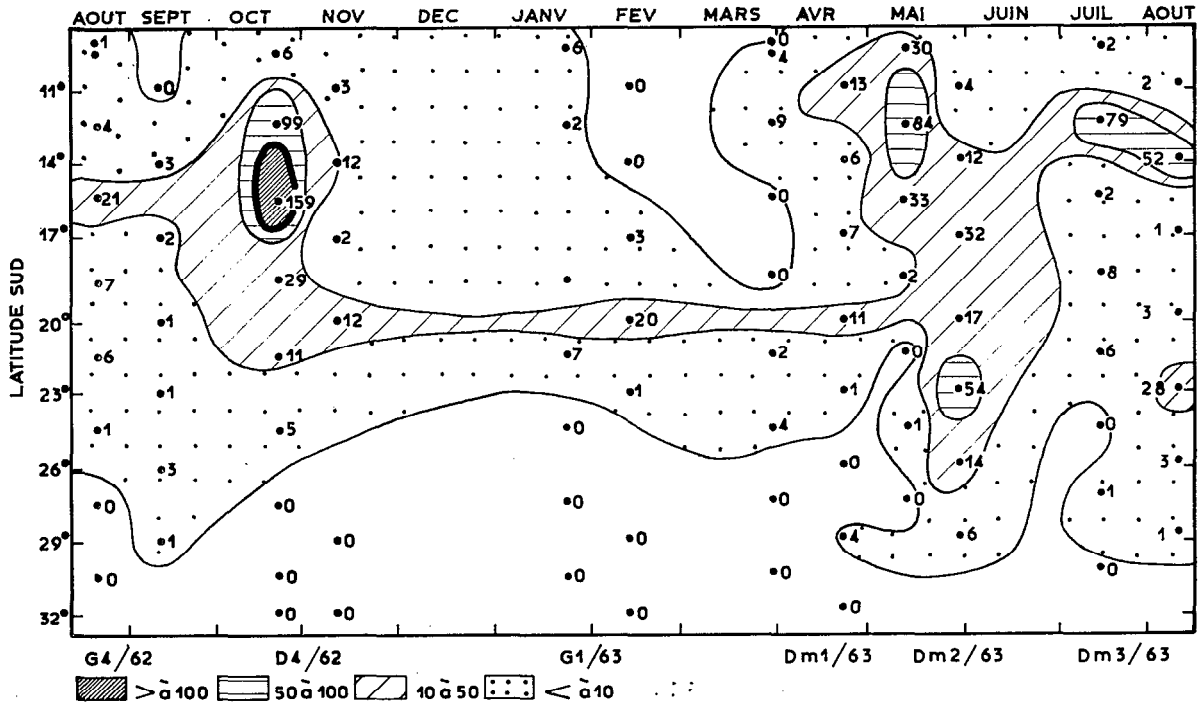 AOUT SEPT OCT NOV DEC JANV FEV MARS AVR MAI JUIN JUIL AOUT
1 6 6 0 30 2
4
11° 0 3 0 13 4 2
4 99 2 9 84 79
14° 3 12 0 6 12 52
21 159 0 33 2
17° 2 2 3 7 32 1
7 29 0 2 8
20° 1 12 20 11 17 3
6 11 7 2 0 6
23° 1 1 1 54 28
1 5 0 4 1 0
26° 3 0 14 3
0 0 0 0 0 1
29° 1 0 0 4 6 1
0 0 0 0 0
32° 0 0 0 0
LATITUDE SUD
G4/62 D4/62 G1/63 Dm1/63 Dm2/63 Dm3/63
> à 100 50 à 100 10 à 50 < à 10